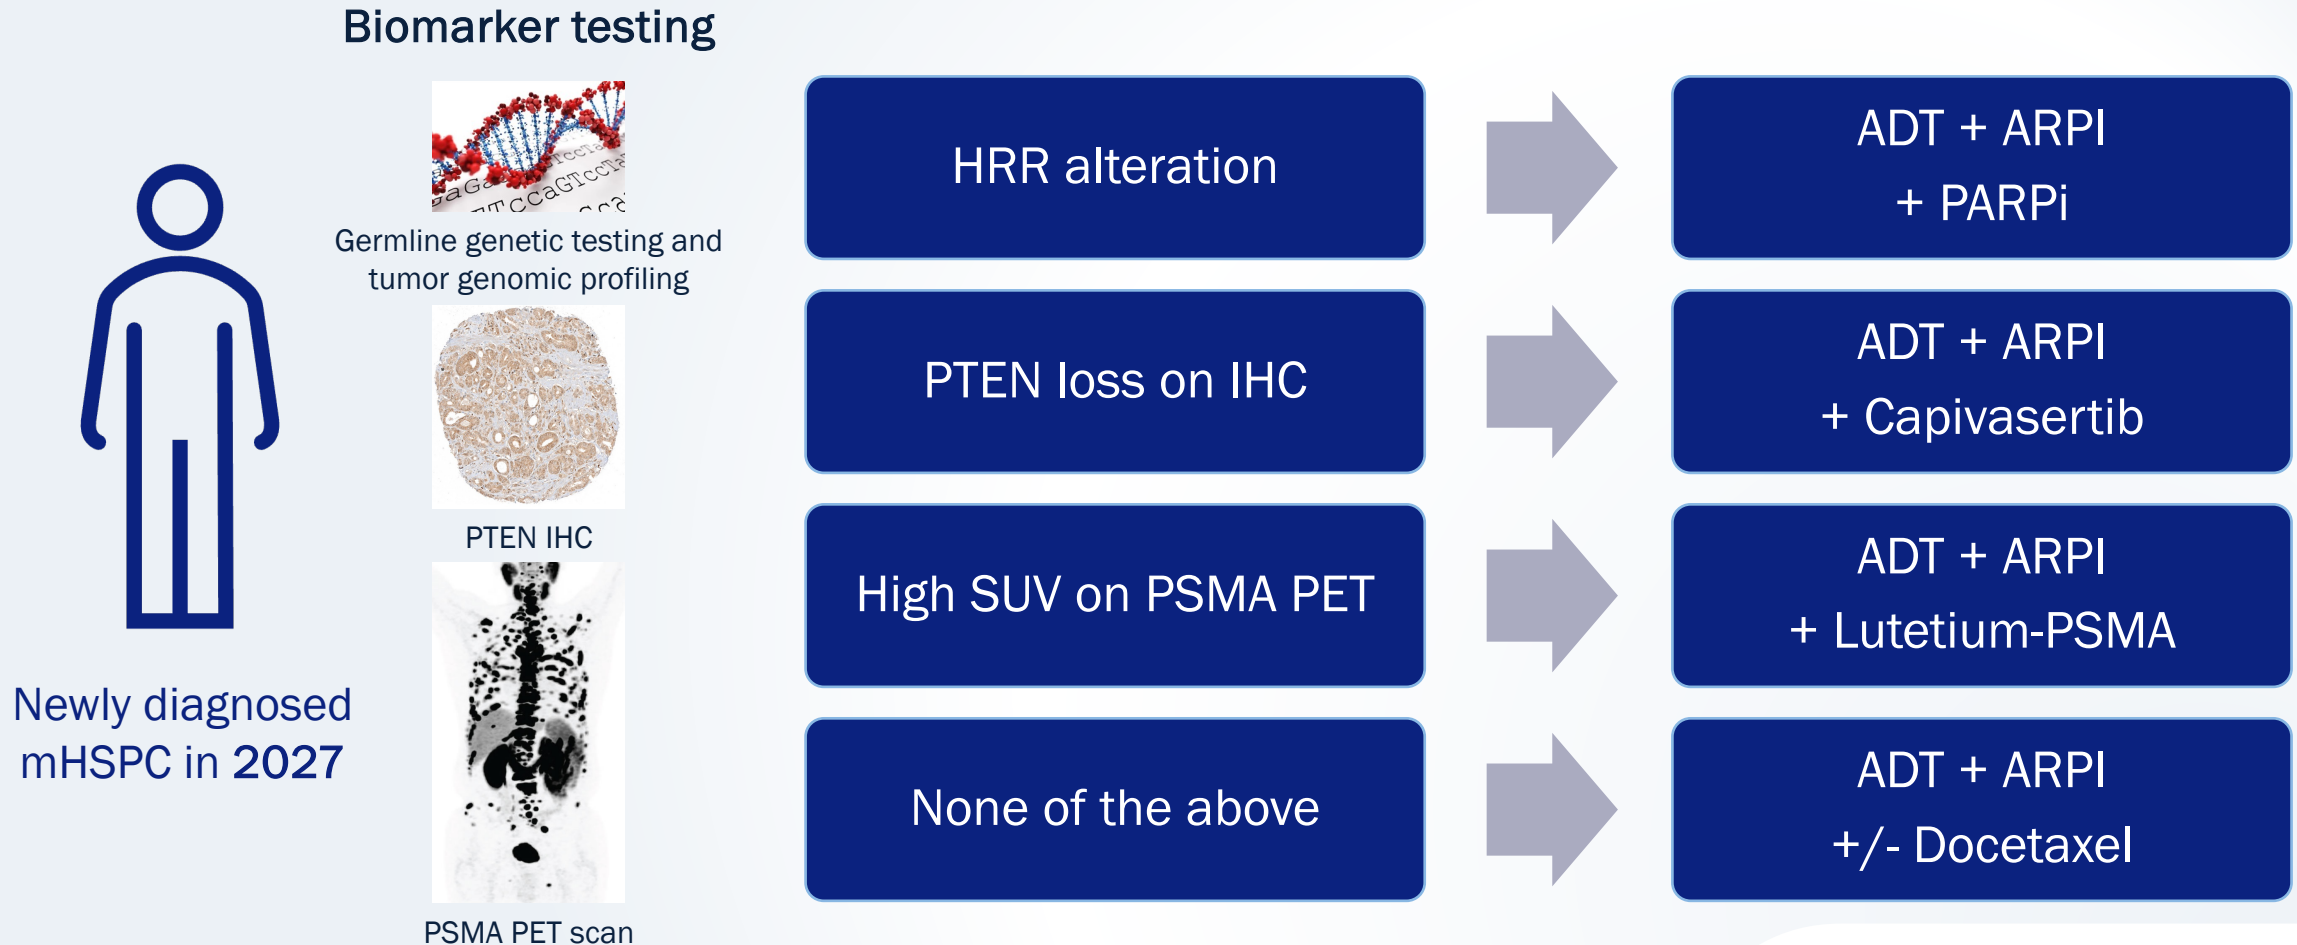 Biomarker testing
Germline genetic testing and
tumor genomic profiling
PTEN IHC
PSMA PET scan
Newly diagnosed
mHSPC in 2027
HRR alteration
ADT + ARPI
+ PARPi
PTEN loss on IHC
ADT + ARPI
+ Capivasertib
High SUV on PSMA PET
ADT + ARPI
+ Lutetium-PSMA
None of the above
ADT + ARPI
+/- Docetaxel